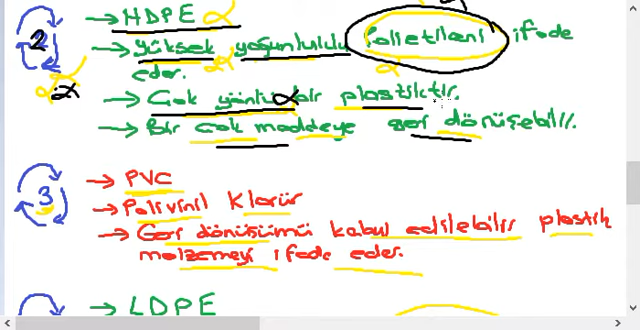 2
→ HDPE
→ Yüksek yoğunluklu Polietileni ifade
eder.
→ Çok yönlü bir plastiktir.
→ Bir çok maddeye geri dönüşebilir.
3
→ PVC
→ Polivinil Klorür
→ Geri dönüşümü kabul edilebilir plastik
malzemeyi ifade eder.
→ LDPE